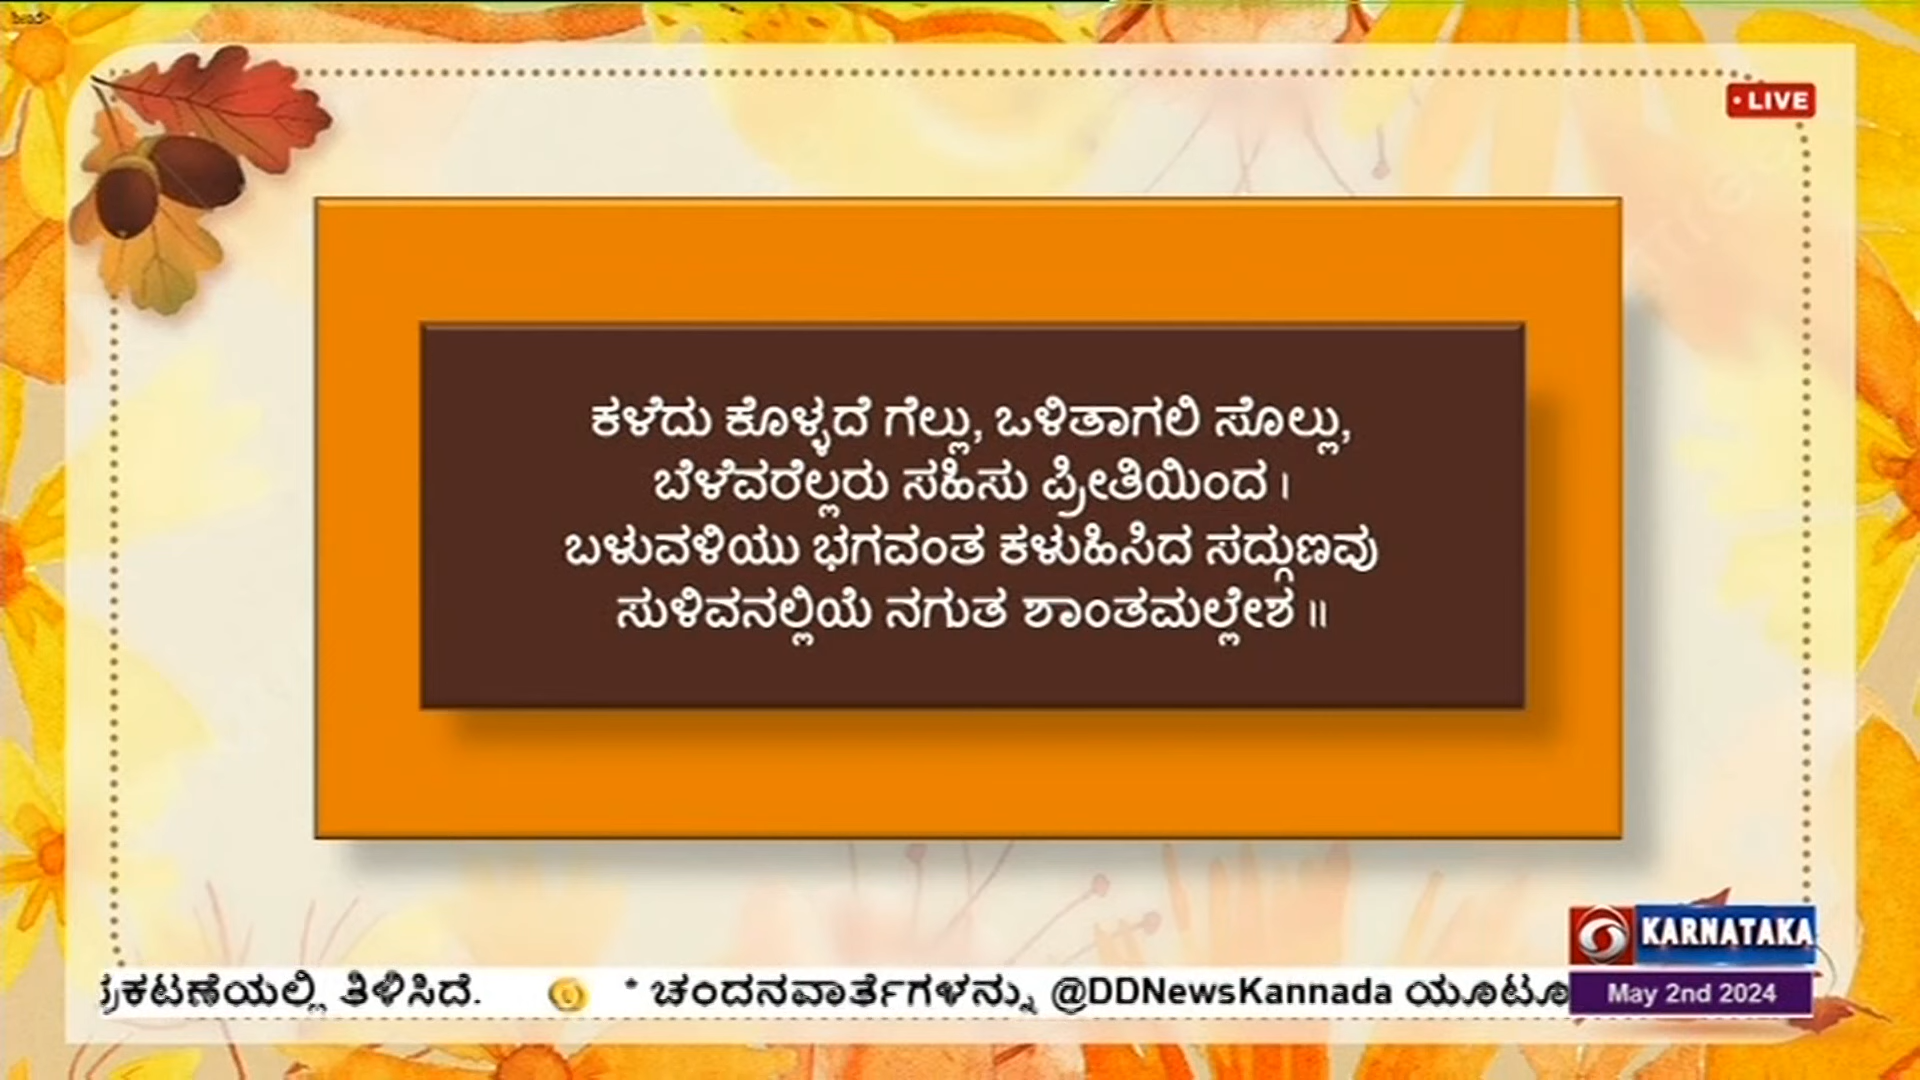 LIVE
ಕಳೆದು ಕೊಳ್ಳದೆ ಗೆಲ್ಲು, ಒಳಿತಾಗಲಿ ಸೊಲ್ಲು,
ಬೆಳೆವರೆಲ್ಲರು ಸಹಿಸು ಪ್ರೀತಿಯಿಂದ ।
ಬಳುವಳಿಯು ಭಗವಂತ ಕಳುಹಿಸಿದ ಸದ್ಗುಣವು
ಸುಳಿವನಲ್ಲಿಯೆ ನಗುತ ಶಾಂತಮಲ್ಲೇಶ ॥
KARNATAKA
ಪ್ರಕಟಣೆಯಲ್ಲಿ ತಿಳಿಸಿದೆ. * ಚಂದನವಾರ್ತೆಗಳನ್ನು @DDNewsKannada ಯೂಟೂ
May 2nd 2024